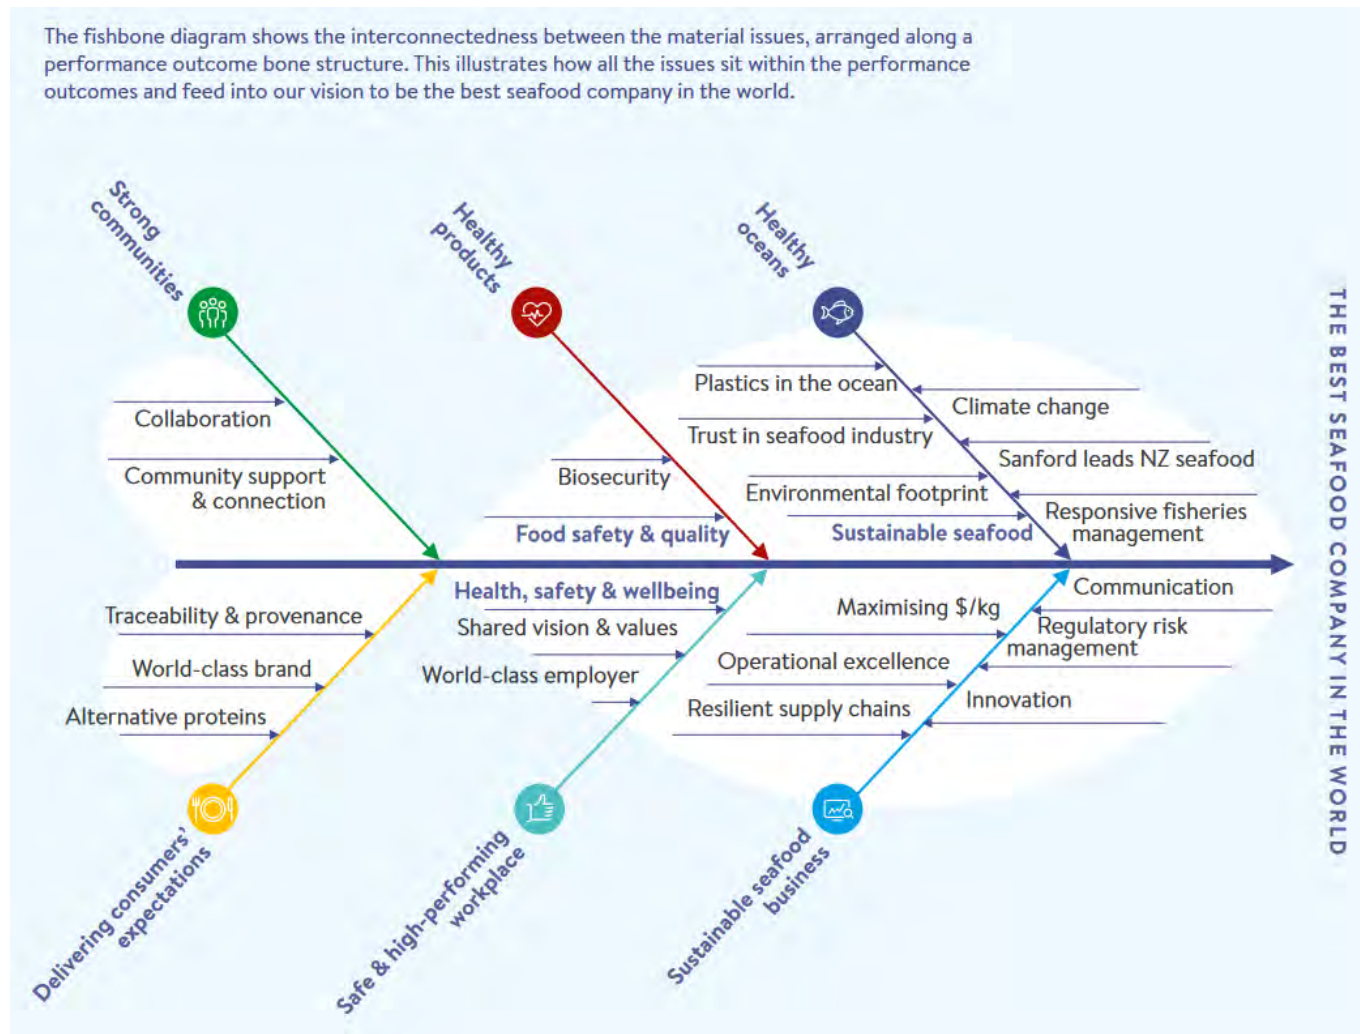 The fishbone diagram shows the interconnectedness between the material issues, arranged along a
performance outcome bone structure. This illustrates how all the issues sit within the performance
outcomes and feed into our vision to be the best seafood company in the world.
Strong
communities
Healthy
products
Healthy
oceans
Collaboration
Community support
& connection
Biosecurity
Food safety & quality
Plastics in the ocean
Climate change
Trust in seafood industry
Sanford leads NZ seafood
Environmental footprint
Responsive fisheries
management
Sustainable seafood
THE BEST SEAFOOD COMPANY IN THE WORLD
Traceability & provenance
World-class brand
Alternative proteins
Health, safety & wellbeing
Shared vision & values
World-class employer
Communication
Maximising $/kg
Regulatory risk
management
Operational excellence
Innovation
Resilient supply chains
Delivering consumers'
expectations
Safe & high-performing
workplace
Sustainable seafood
business